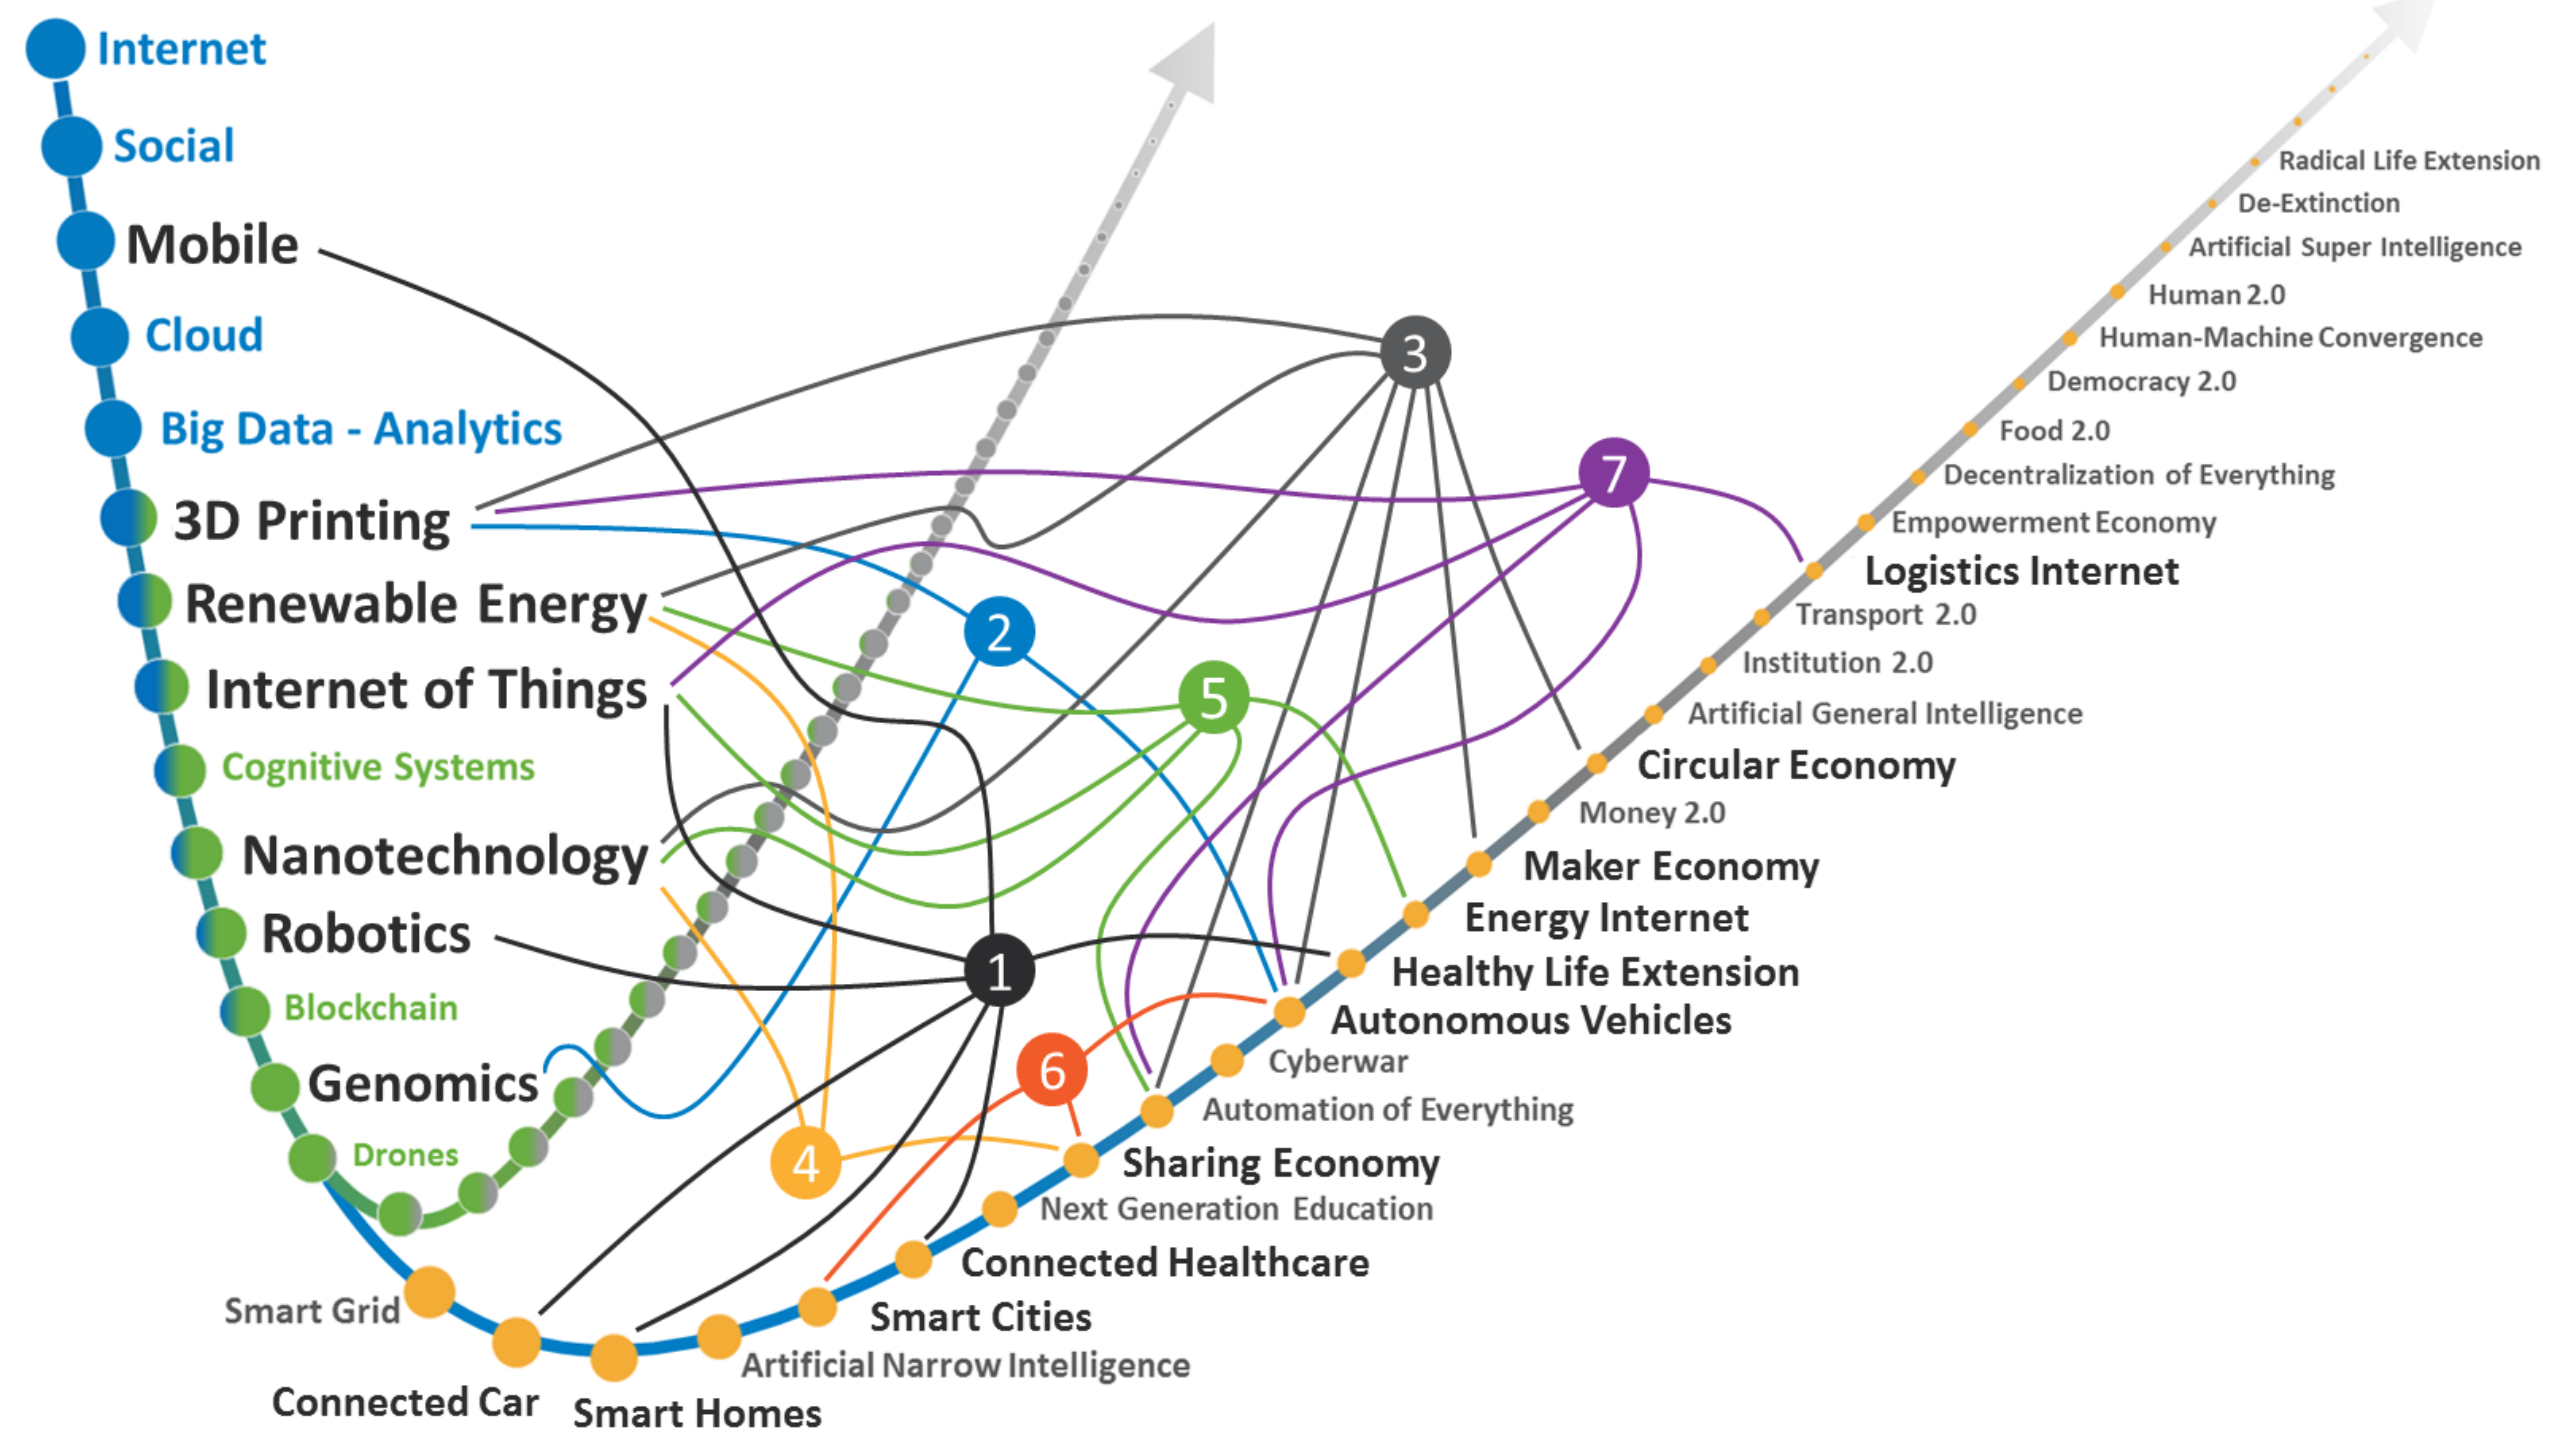 Internet
Social
Mobile
Cloud
Big Data - Analytics
3D Printing
Renewable Energy
Internet of Things
Cognitive Systems
Nanotechnology
Robotics
Blockchain
Genomics
Drones
3
7
2
5
1
6
4
Smart Grid
Connected Car
Smart Homes
Artificial Narrow Intelligence
Smart Cities
Connected Healthcare
Next Generation Education
Sharing Economy
Automation of Everything
Cyberwar
Autonomous Vehicles
Healthy Life Extension
Energy Internet
Maker Economy
Money 2.0
Circular Economy
Artificial General Intelligence
Institution 2.0
Transport 2.0
Logistics Internet
Empowerment Economy
Decentralization of Everything
Food 2.0
Democracy 2.0
Human-Machine Convergence
Human 2.0
Artificial Super Intelligence
De-Extinction
Radical Life Extension